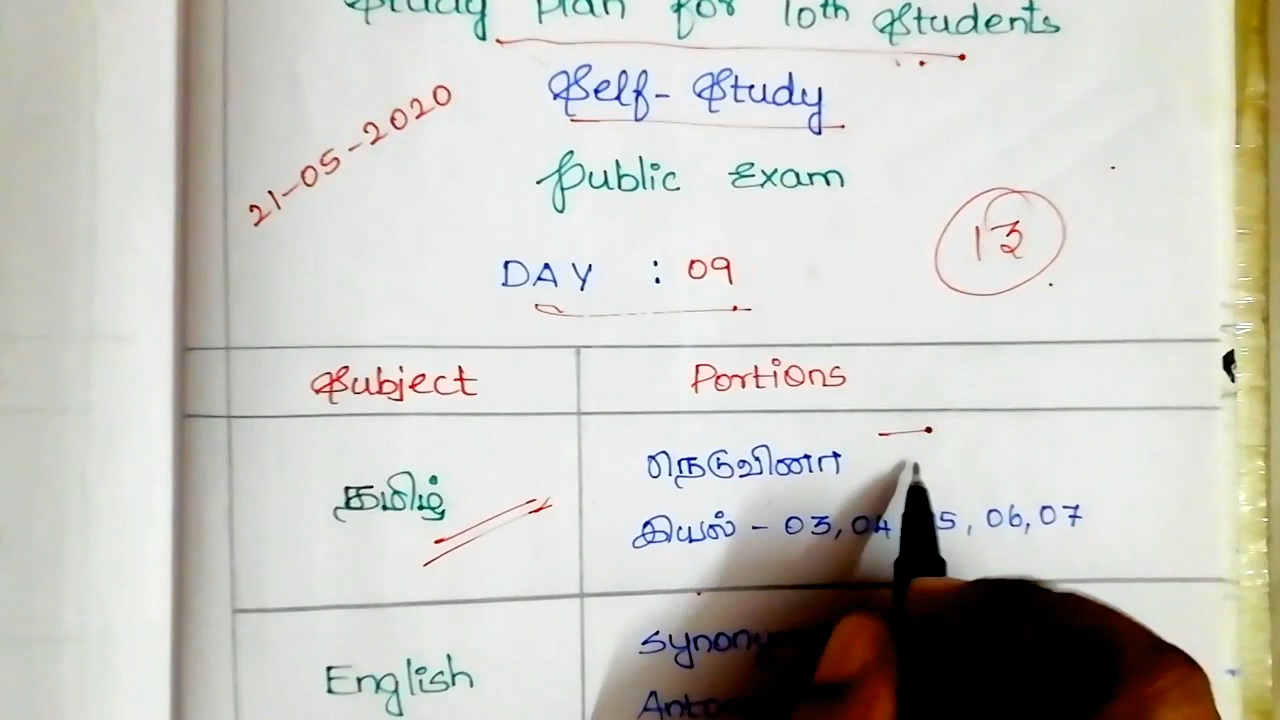 Study Plan for 10th Students
Self-Study
21-05-2020
Public Exam
13
DAY : 09
Subject Portions
தமிழ் நெடுவினா
இயல் - 03, 04, 05, 06, 07
English